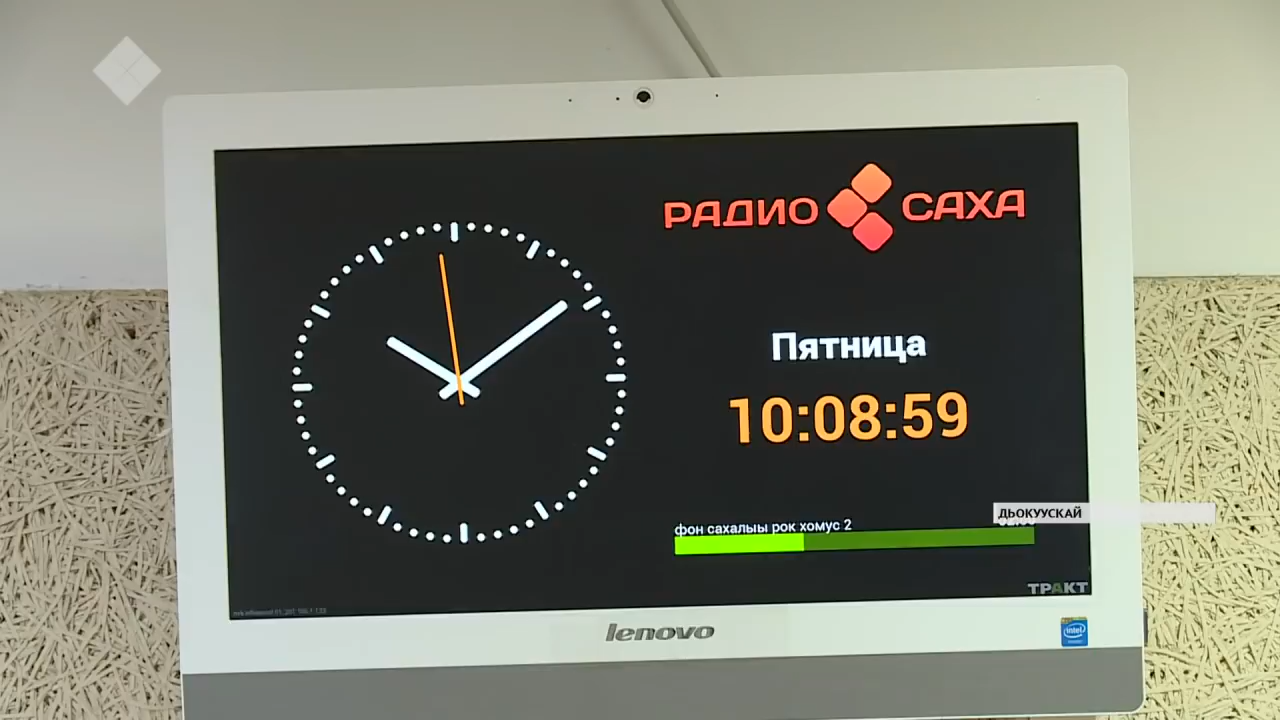 РАДИО САХА
Пятница
10:08:59
ДЬОКУУСКАЙ
фон сахалыы рок хомус 2
ТРАКТ
lenovo
intel